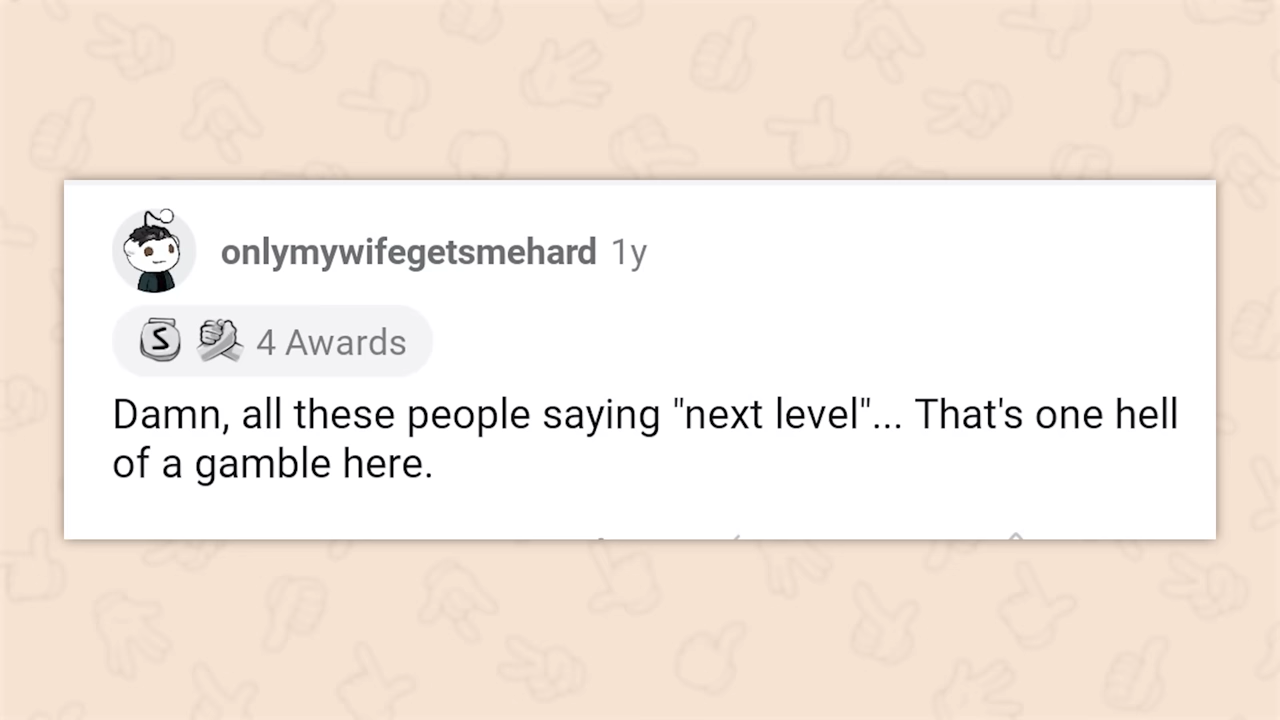 onlymywifegetsmehard 1y
S 4 Awards
Damn, all these people saying "next level"... That's one hell
of a gamble here.